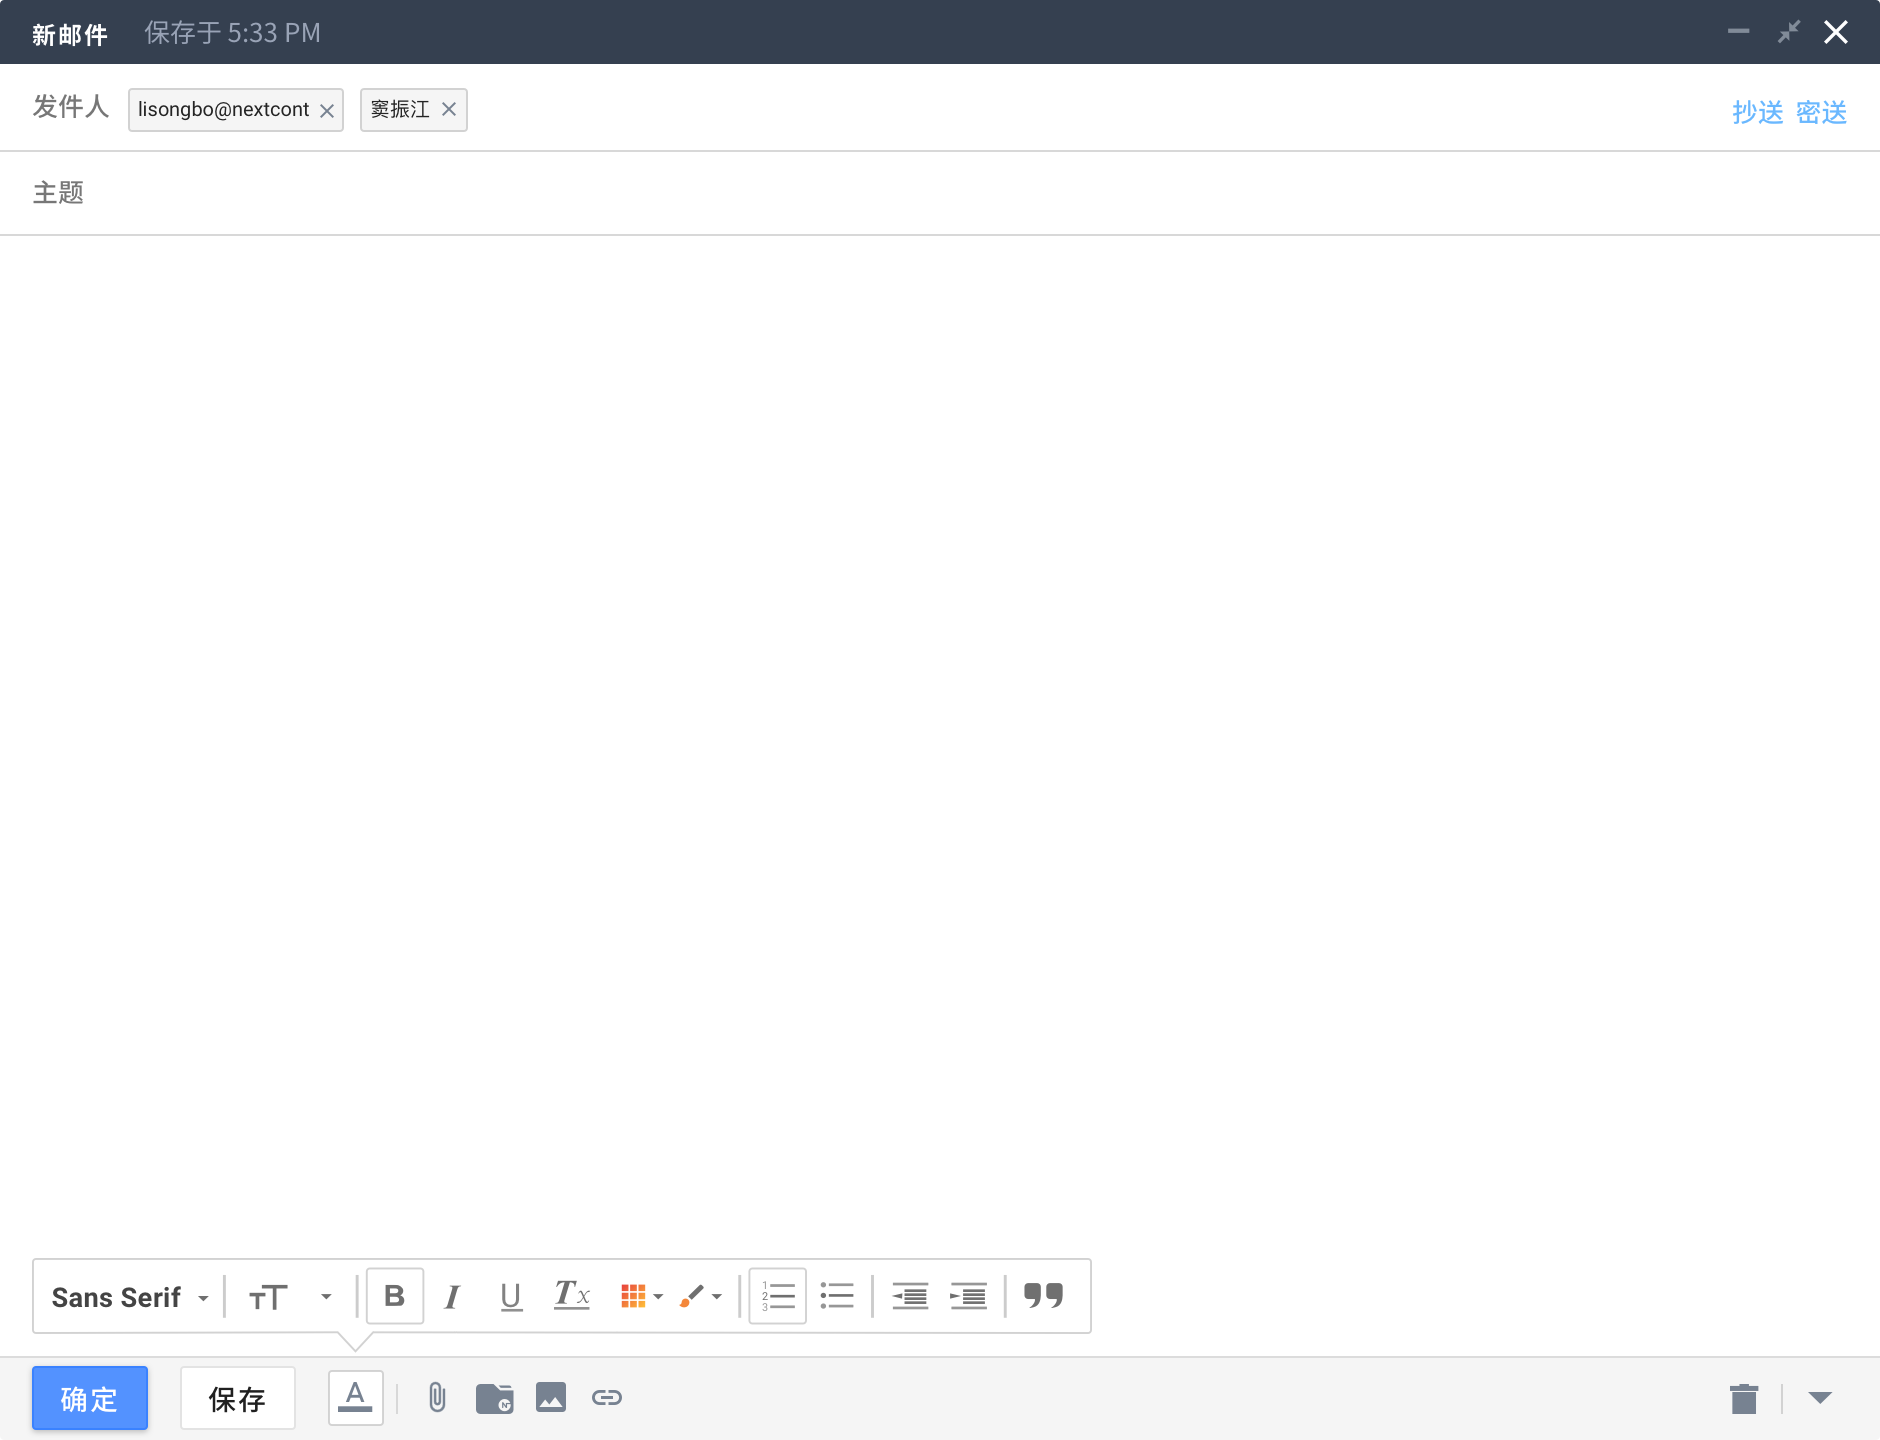 新邮件 保存于 5:33 PM
发件人 lisongbo@nextcont 窦振江 抄送 密送
主题
Sans Serif
确定 保存